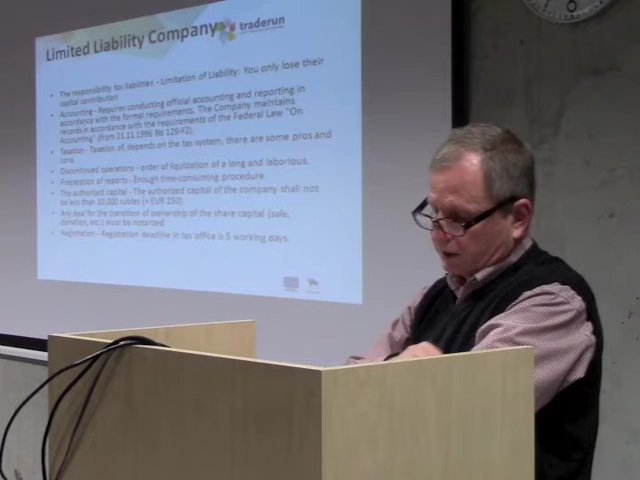 Limited Liability Company
traderun
• The responsibility for liabilities - Limitation of Liability: You only lose their
capital contribution
• Accounting - Requires conducting official accounting and reporting in
accordance with the formal requirements. The Company maintains
records in accordance with the requirements of the Federal Law "On
Accounting" (from 21.11.1996 No 129-FZ).
• Taxation - Taxation of depends on the tax system, there are some pros and
cons.
• Discontinued operations - order of liquidation of a long and laborious.
• Preparation of reports - Enough time-consuming procedure.
• The authorized capital - The authorized capital of the company shall not
be less than 10,000 rubles (≈ EUR 250).
• Any deal for the transition of ownership of the share capital (sale,
donation, etc.) must be notarized
• Registration - Registration deadline in tax office is 5 working days.